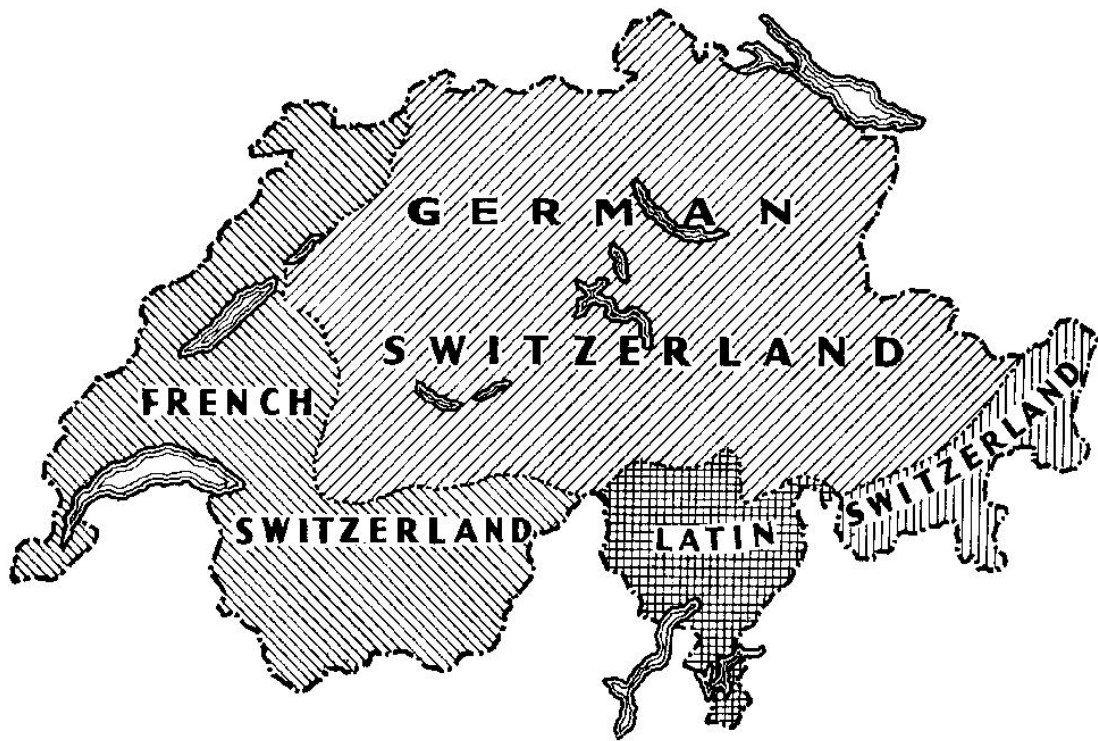 GERMAN
SWITZERLAND
FRENCH
SWITZERLAND
LATIN
SWITZERLAND